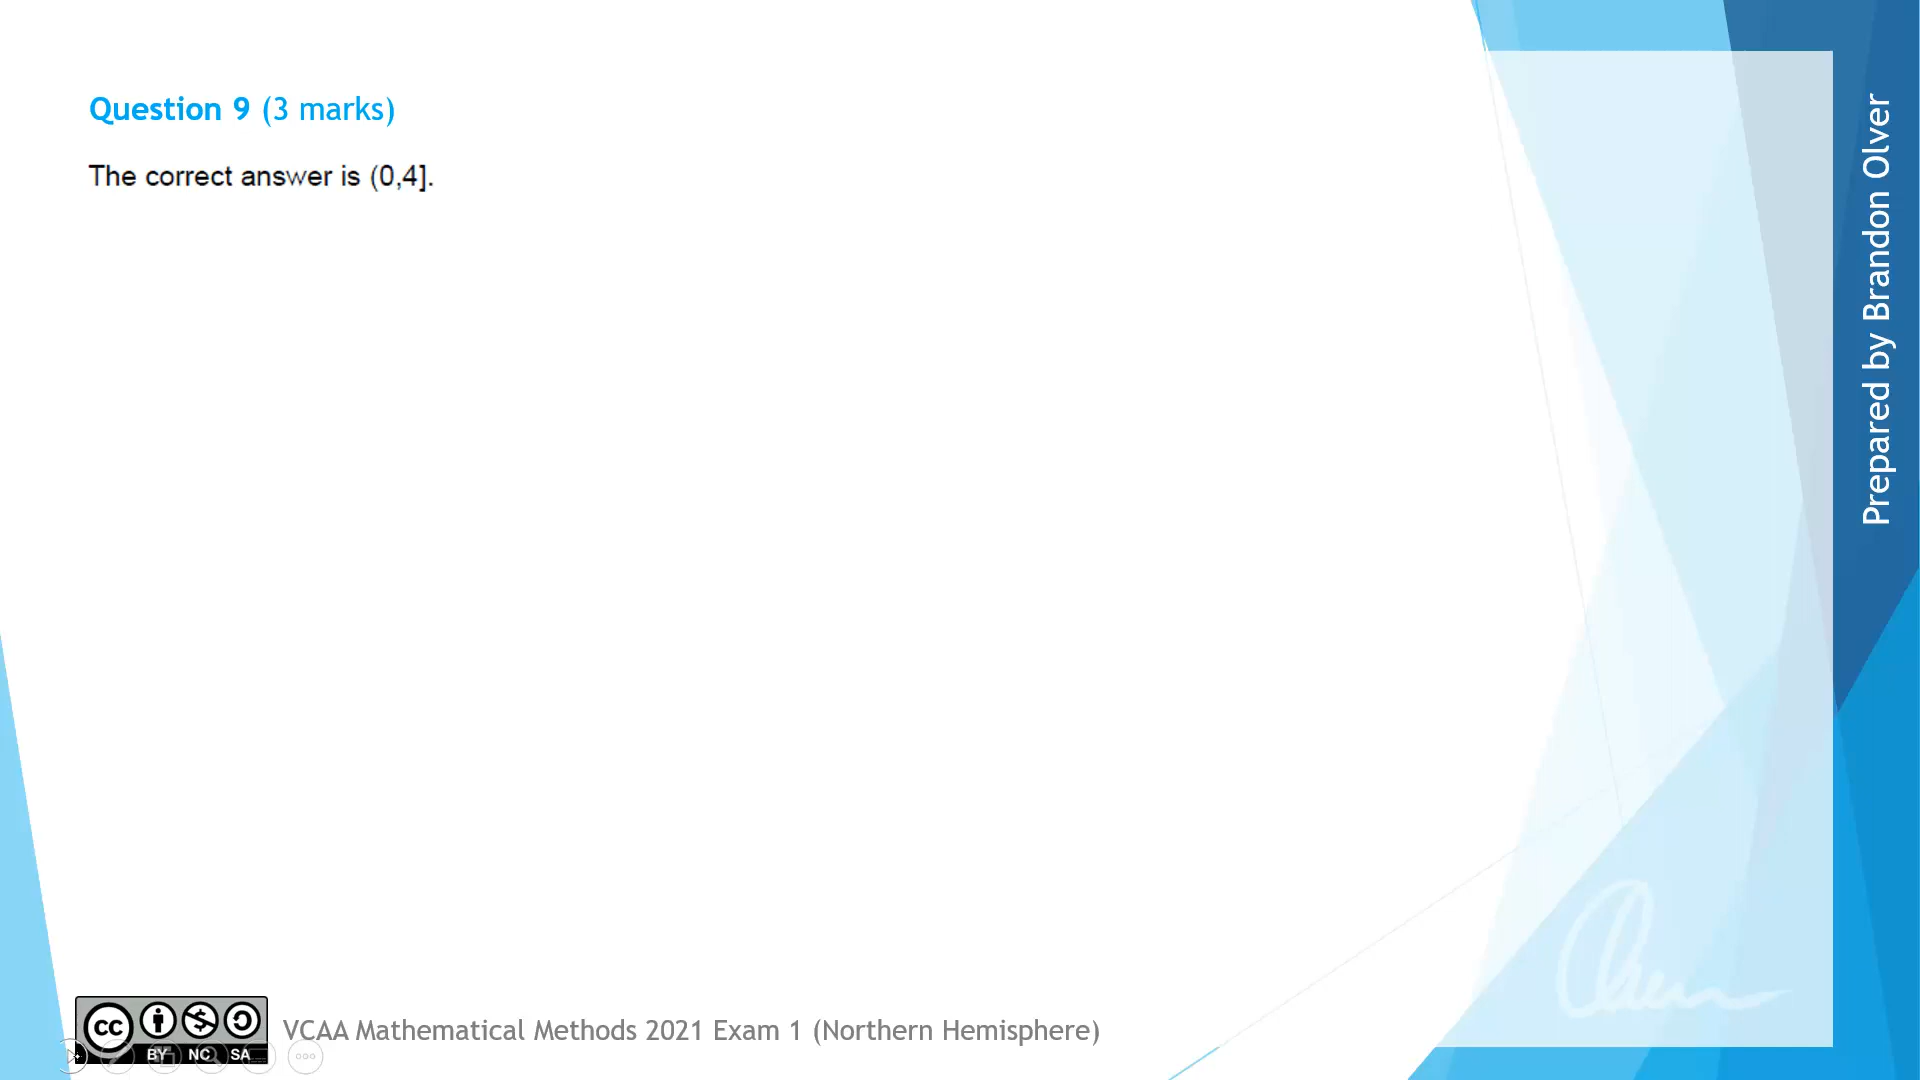 Question 9 (3 marks)
The correct answer is (0,4].
Prepared by Brandon Olver
cc
BY NC SA
VCAA Mathematical Methods 2021 Exam 1 (Northern Hemisphere)